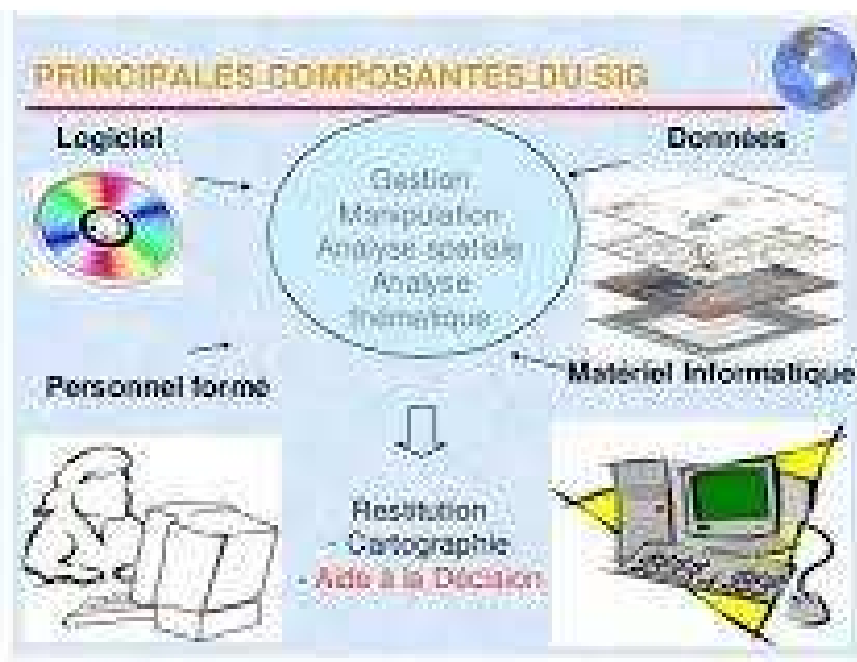 PRINCIPALES COMPOSANTES DU SIG
Logiciel
Données
Gestion
Manipulation
Analyse spatiale
Analyse
thématique
Personnel formé
Matériel Informatique
Restitution
- Cartographie
- Aide à la Décision